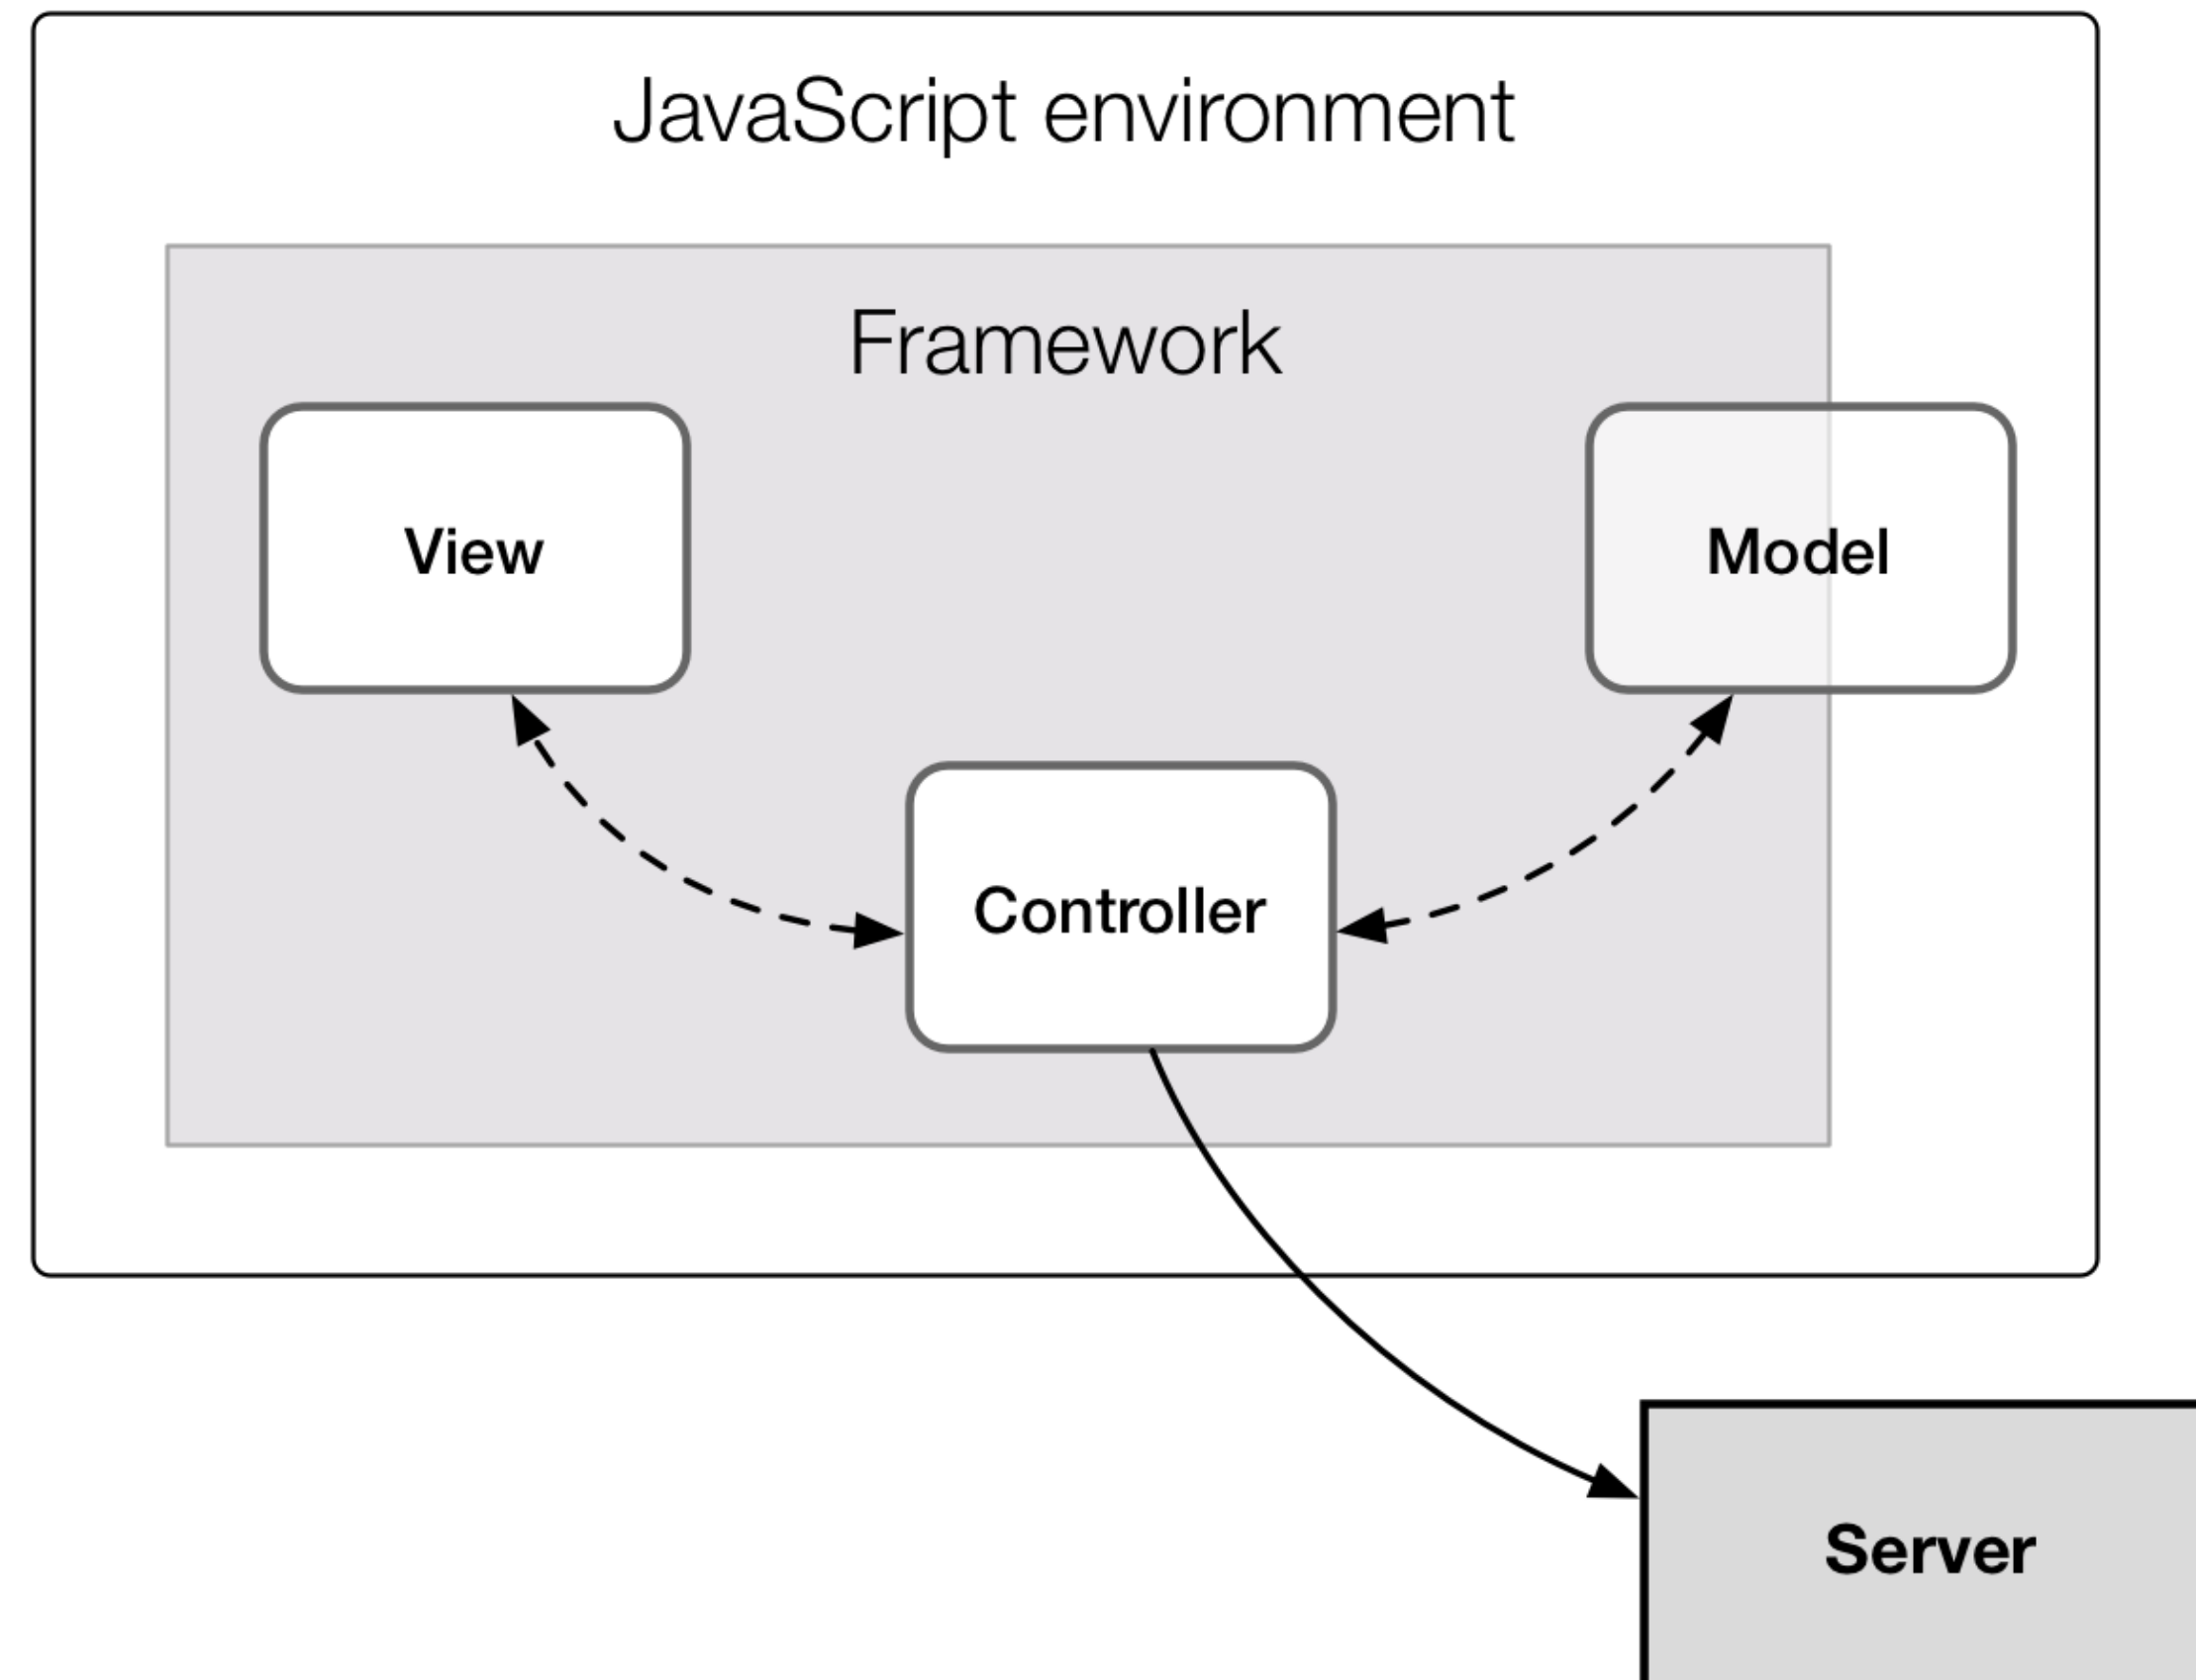 JavaScript environment
Framework
View
Model
Controller
Server